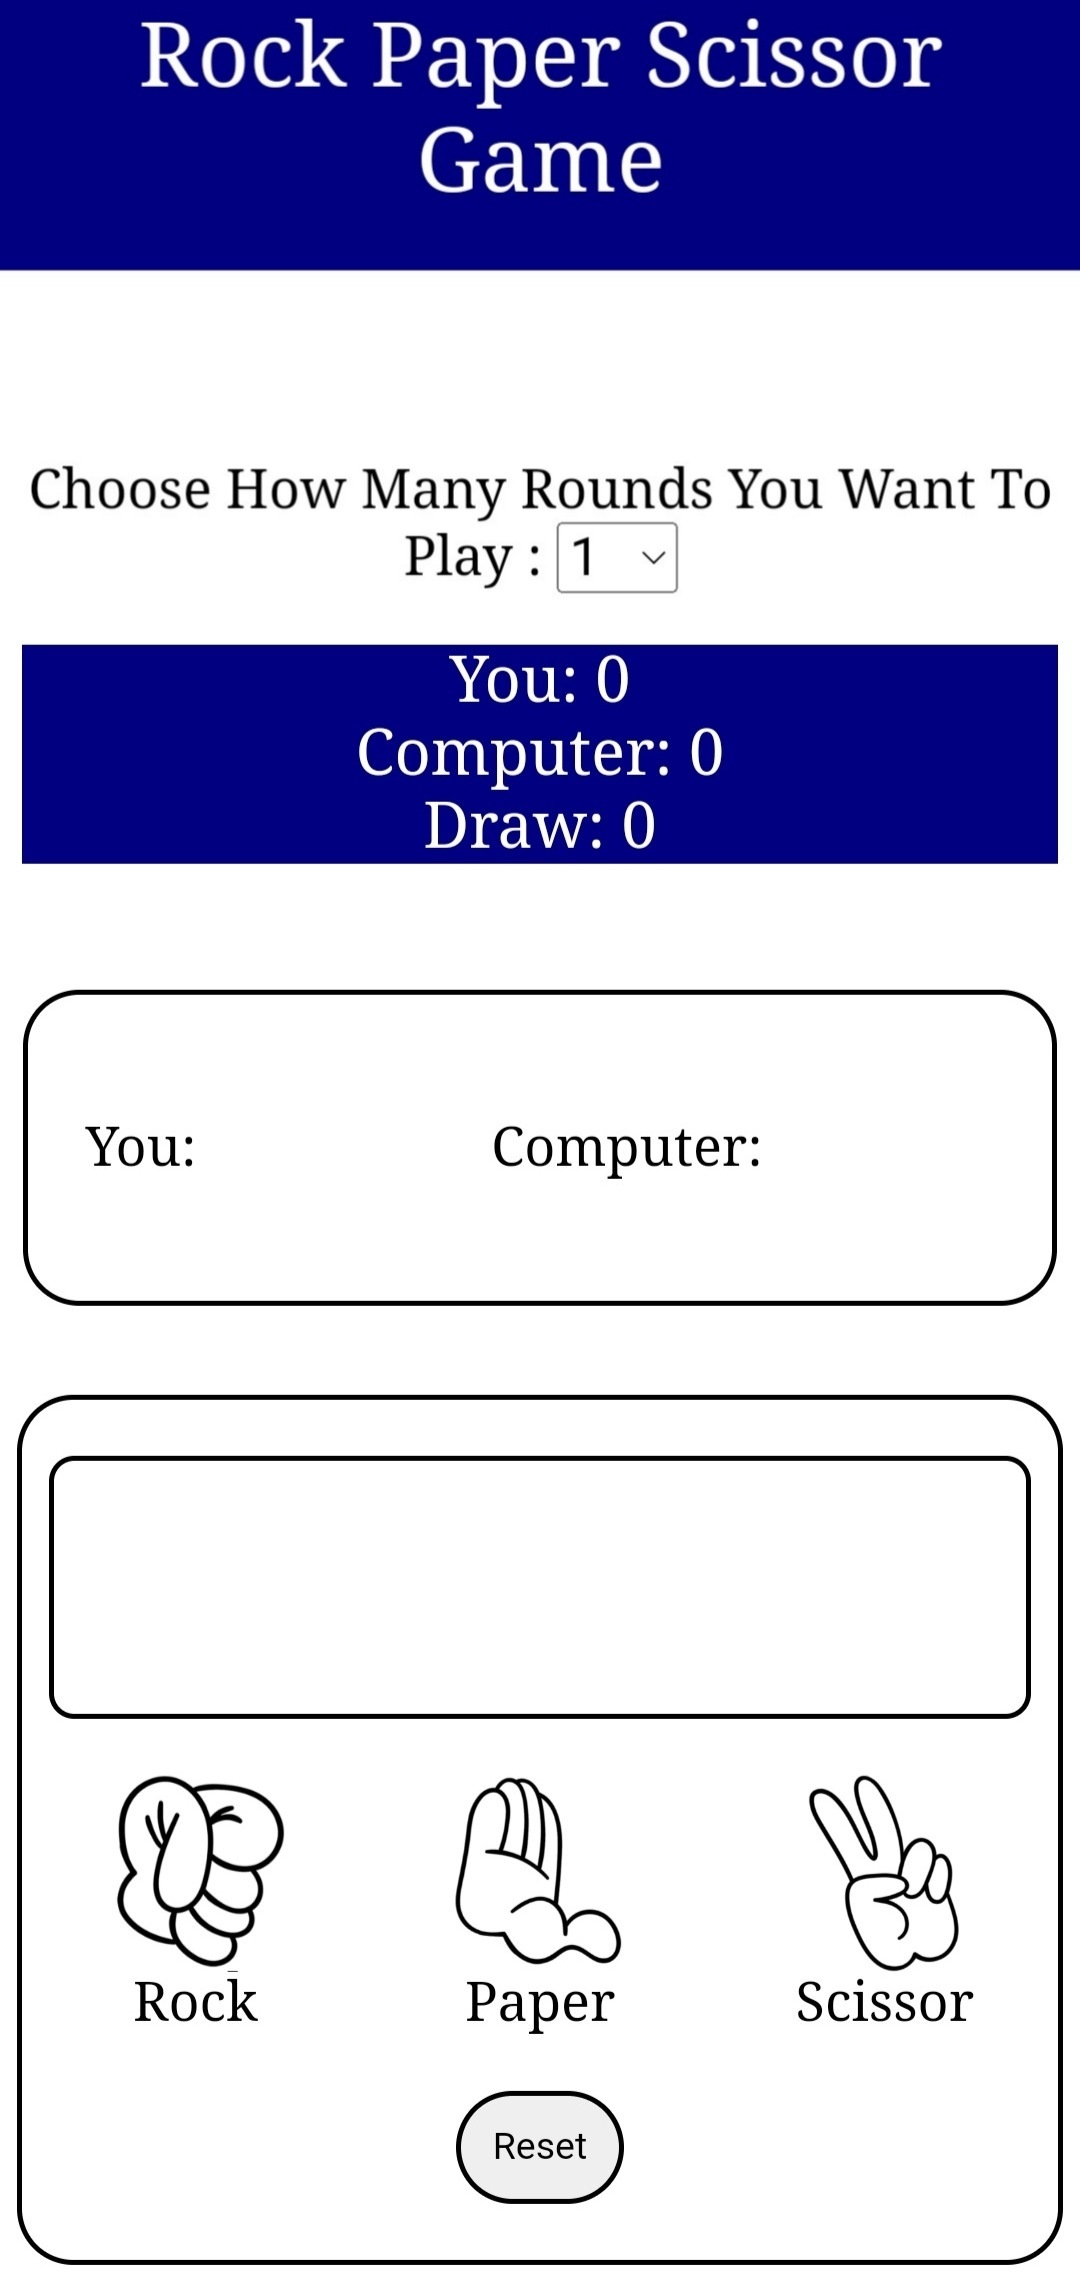 Rock Paper Scissor
Game
Choose How Many Rounds You Want To
Play : 1
You: 0
Computer: 0
Draw: 0
You: Computer:
Rock Paper Scissor
Reset